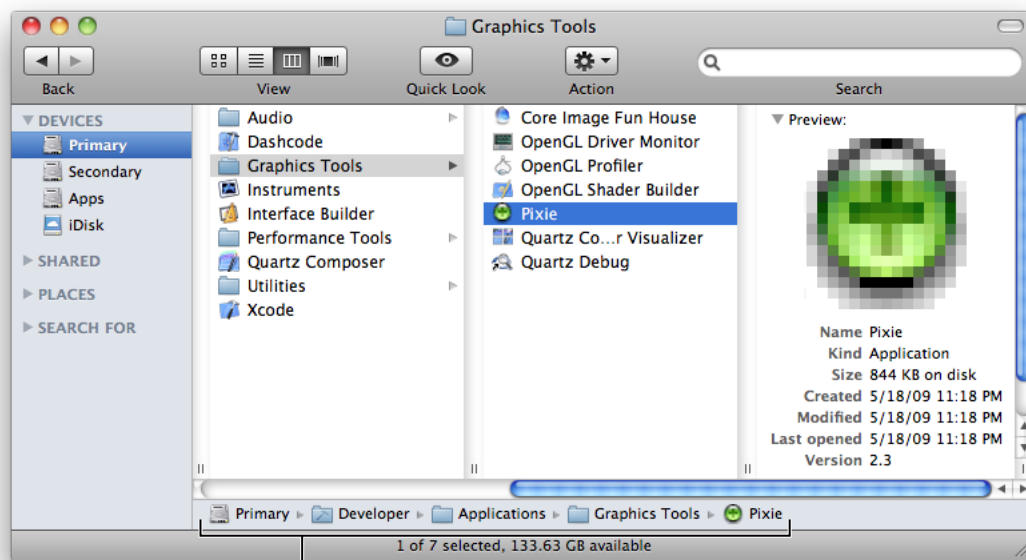 Graphics Tools
Back
View
Quick Look
Action
Search
DEVICES
Primary
Secondary
Apps
iDisk
SHARED
PLACES
SEARCH FOR
Audio
Dashcode
Graphics Tools
Instruments
Interface Builder
Performance Tools
Quartz Composer
Utilities
Xcode
Core Image Fun House
OpenGL Driver Monitor
OpenGL Profiler
OpenGL Shader Builder
Pixie
Quartz Co...r Visualizer
Quartz Debug
Preview:
Name Pixie
Kind Application
Size 844 KB on disk
Created 5/18/09 11:18 PM
Modified 5/18/09 11:18 PM
Last opened 5/18/09 11:18 PM
Version 2.3
Primary Developer Applications Graphics Tools Pixie
1 of 7 selected, 133.63 GB available